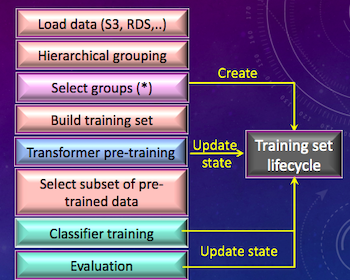 Load data (S3, RDS,..)
Hierarchical grouping
Select groups (*)
Create
Build training set
Transformer pre-training
Update
state
Training set
lifecycle
Select subset of pre-
trained data
Classifier training
Update state
Evaluation